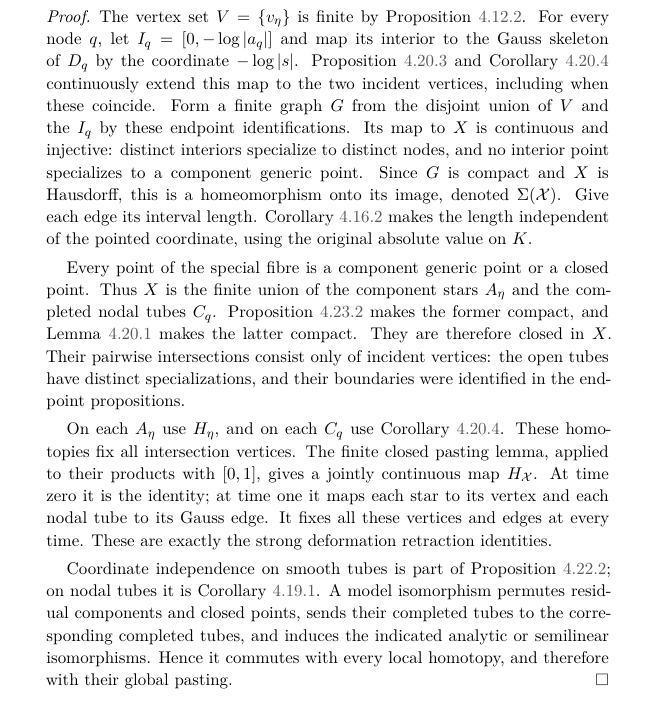 Proof. The vertex set V = {v_η} is finite by Proposition 4.12.2. For every
node q, let I_q = [0, − log |a_q|] and map its interior to the Gauss skeleton
of D_q by the coordinate − log |s|. Proposition 4.20.3 and Corollary 4.20.4
continuously extend this map to the two incident vertices, including when
these coincide. Form a finite graph G from the disjoint union of V and
the I_q by these endpoint identifications. Its map to X is continuous and
injective: distinct interiors specialize to distinct nodes, and no interior point
specializes to a component generic point. Since G is compact and X is
Hausdorff, this is a homeomorphism onto its image, denoted Σ(𝒳). Give
each edge its interval length. Corollary 4.16.2 makes the length independent
of the pointed coordinate, using the original absolute value on K.
Every point of the special fibre is a component generic point or a closed
point. Thus X is the finite union of the component stars A_η and the com-
pleted nodal tubes C_q. Proposition 4.23.2 makes the former compact, and
Lemma 4.20.1 makes the latter compact. They are therefore closed in X.
Their pairwise intersections consist only of incident vertices: the open tubes
have distinct specializations, and their boundaries were identified in the end-
point propositions.
On each A_η use H_η, and on each C_q use Corollary 4.20.4. These homo-
topies fix all intersection vertices. The finite closed pasting lemma, applied
to their products with [0, 1], gives a jointly continuous map H_𝒳. At time
zero it is the identity; at time one it maps each star to its vertex and each
nodal tube to its Gauss edge. It fixes all these vertices and edges at every
time. These are exactly the strong deformation retraction identities.
Coordinate independence on smooth tubes is part of Proposition 4.22.2;
on nodal tubes it is Corollary 4.19.1. A model isomorphism permutes resid-
ual components and closed points, sends their completed tubes to the corre-
sponding completed tubes, and induces the indicated analytic or semilinear
isomorphisms. Hence it commutes with every local homotopy, and therefore
with their global pasting. □